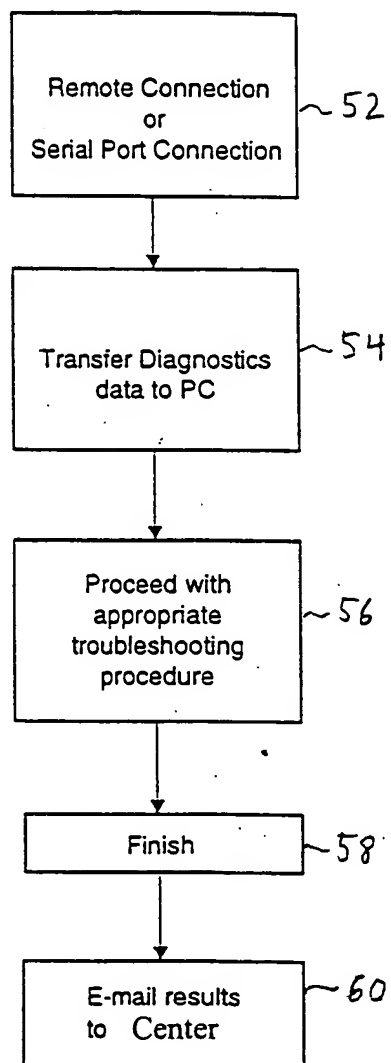 Remote Connection
or
Serial Port Connection
52
Transfer Diagnostics
data to PC
54
Proceed with
appropriate
troubleshooting
procedure
56
Finish
58
E-mail results
to Center
60